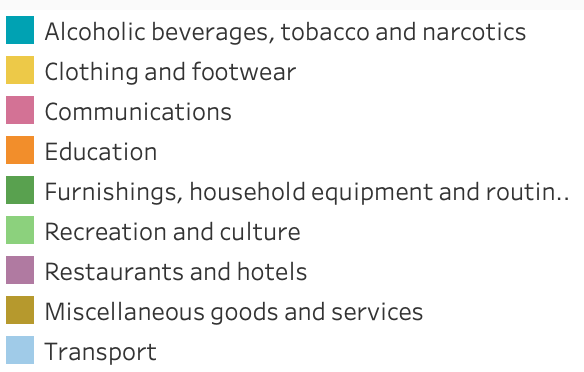 Alcoholic beverages, tobacco and narcotics
Clothing and footwear
Communications
Education
Furnishings, household equipment and routin..
Recreation and culture
Restaurants and hotels
Miscellaneous goods and services
Transport